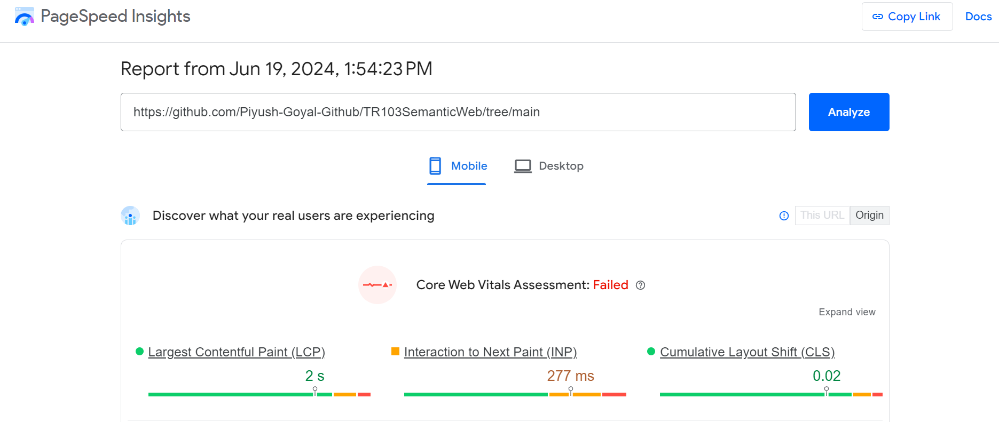 PageSpeed Insights
Copy Link
Docs
Report from Jun 19, 2024, 1:54:23 PM
https://github.com/Piyush-Goyal-Github/TR103SemanticWeb/tree/main
Analyze
Mobile
Desktop
Discover what your real users are experiencing
This URL
Origin
Core Web Vitals Assessment: Failed
Expand view
Largest Contentful Paint (LCP)
2 s
Interaction to Next Paint (INP)
277 ms
Cumulative Layout Shift (CLS)
0.02